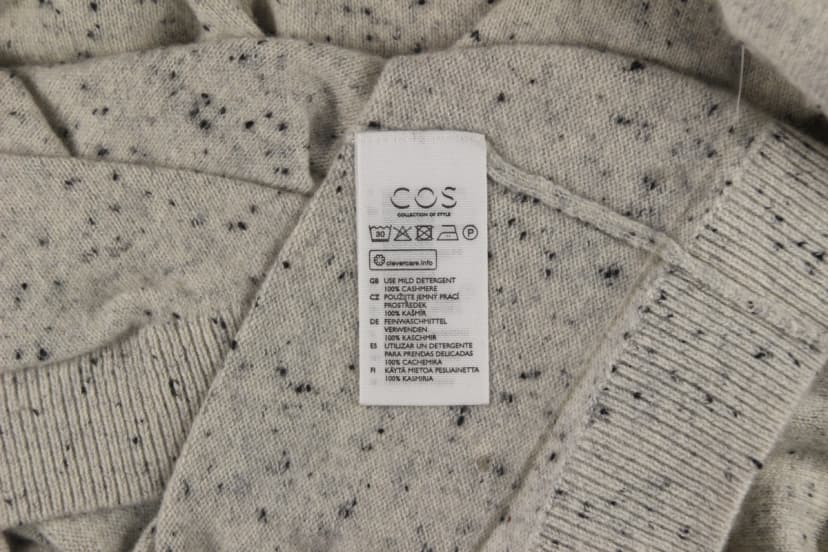 COS
COLLECTION OF STYLE
30 P
clevercare.info
GB USE MILD DETERGENT
100% CASHMERE
CZ POUŽIJTE JEMNÝ PRACÍ
PROSTŘEDEK
100% KAŠMÍR
DE FEINWASCHMITTEL
VERWENDEN
100% KASCHMIR
ES UTILIZAR UN DETERGENTE
PARA PRENDAS DELICADAS
100% CACHEMIRA
FI KÄYTÄ MIETOA PESUAINETTA
100% KASMIRIA